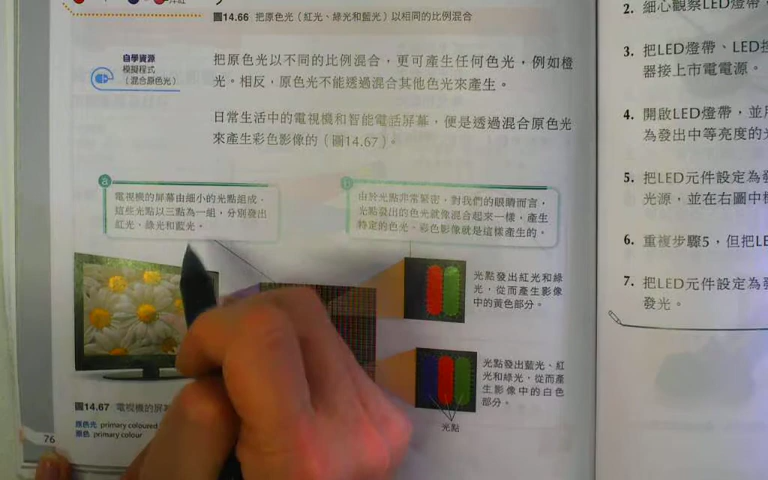 圖14.66 把原色光（紅光、綠光和藍光）以相同的比例混合
自學資源
模擬程式
（混合原色光）
把原色光以不同的比例混合，更可產生任何色光，例如橙
光。相反，原色光不能透過混合其他色光來產生。
日常生活中的電視機和智能電話屏幕，便是透過混合原色光
來產生彩色影像的（圖14.67）。
a
電視機的屏幕由細小的光點組成，
這些光點以三點為一組，分別發出
紅光、綠光和藍光。
b
由於光點非常緊密，對我們的眼睛而言，
光點發出的色光就像混合起來一樣，產生
特定的色光。彩色影像就是這樣產生的。
光點發出紅光和綠
光，從而產生影像
中的黃色部分。
光點發出藍光、紅
光和綠光，從而產
生影像中的白色
部分。
光點
圖14.67 電視機的屏
原色光 primary coloured
原色 primary colour
76
2. 細心觀察LED燈帶，
3. 把LED燈帶、LED
器接上市電電源。
4. 開啟LED燈帶，並
為發出中等亮度的
5. 把LED元件設定為
光源，並在右圖中
6. 重複步驟5，但把
7. 把LED元件設定為
發光。